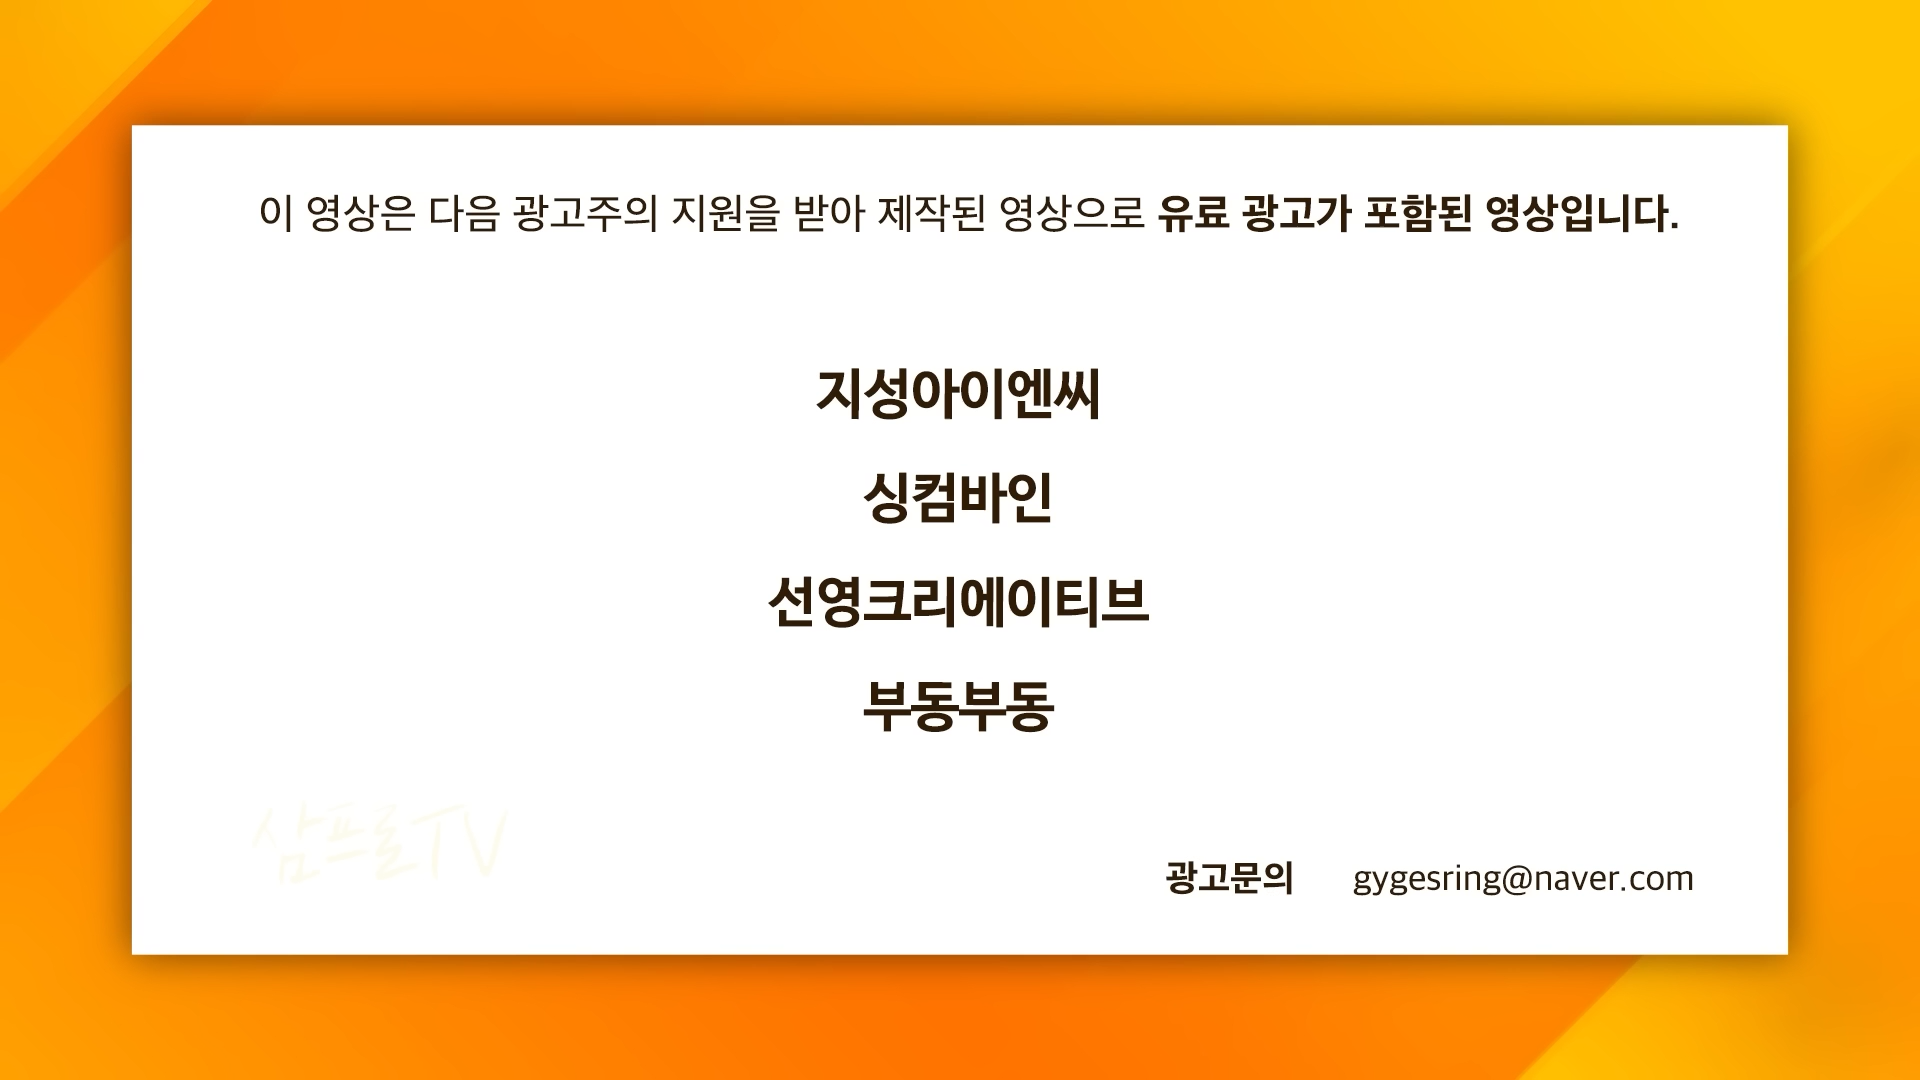 이 영상은 다음 광고주의 지원을 받아 제작된 영상으로 유료 광고가 포함된 영상입니다.
지성아이엔씨
싱컴바인
선영크리에이티브
부동부동
삼프로TV
광고문의 gygesring@naver.com